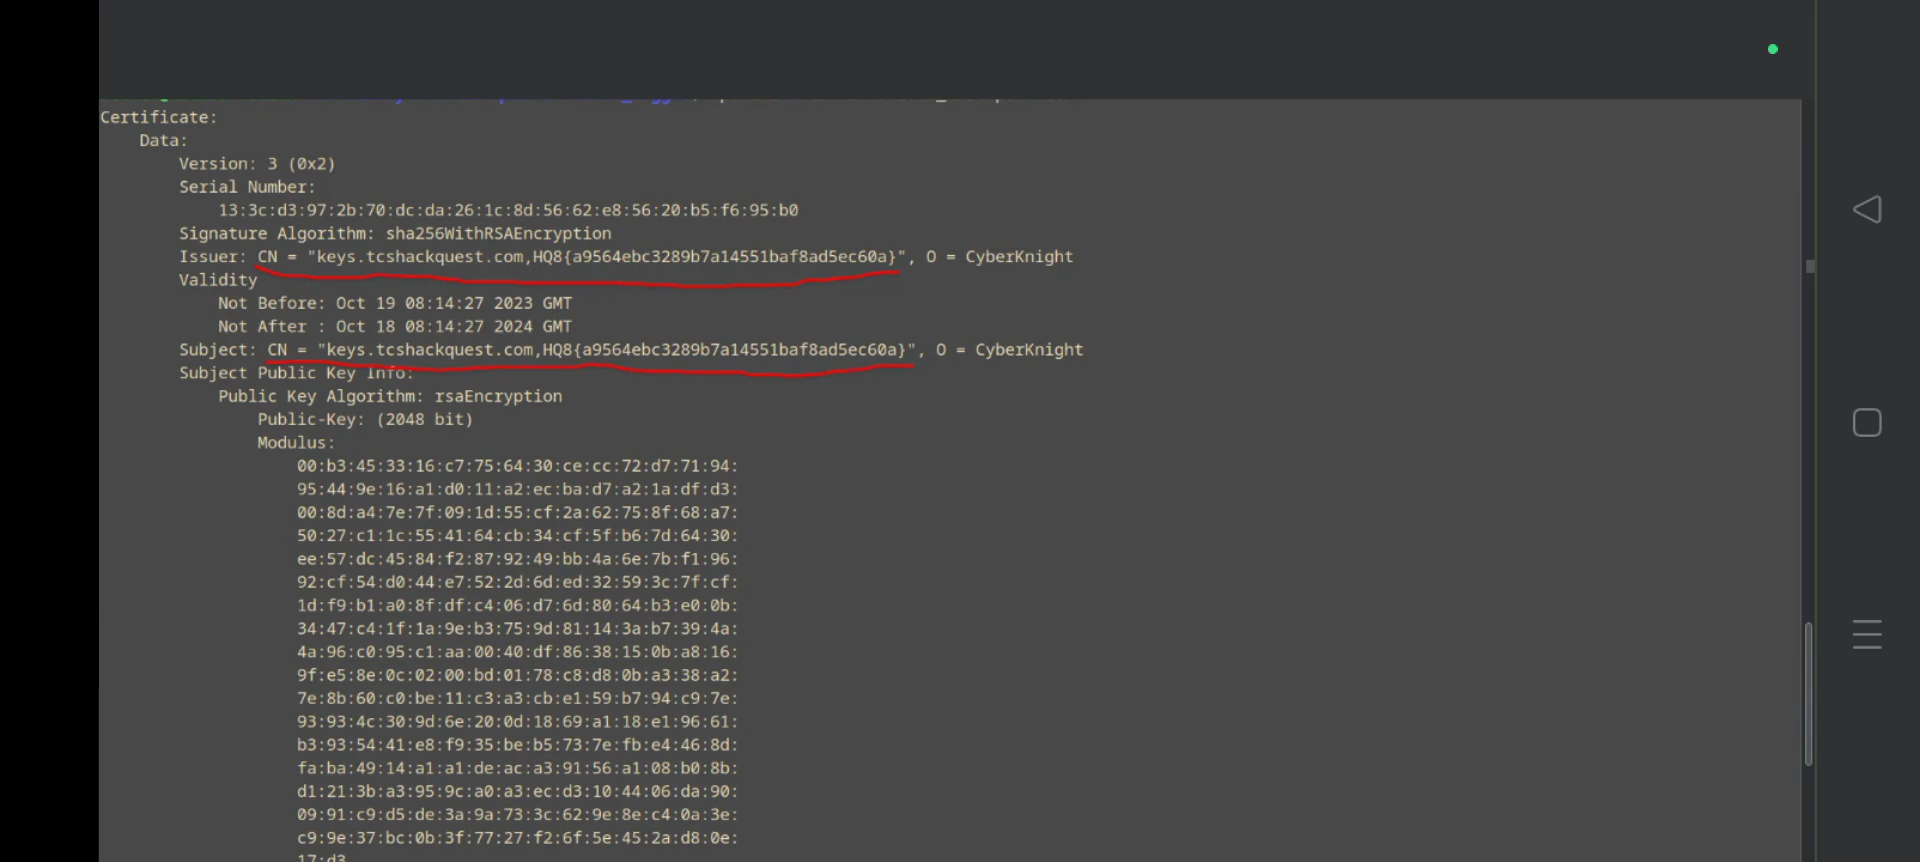 Certificate:
Data:
Version: 3 (0x2)
Serial Number:
13:3c:d3:97:2b:70:dc:da:26:1c:8d:56:62:e8:56:20:b5:f6:95:b0
Signature Algorithm: sha256WithRSAEncryption
Issuer: CN = "keys.tcshackquest.com,HQ8{a9564ebc3289b7a14551baf8ad5ec60a}", O = CyberKnight
Validity
Not Before: Oct 19 08:14:27 2023 GMT
Not After : Oct 18 08:14:27 2024 GMT
Subject: CN = "keys.tcshackquest.com,HQ8{a9564ebc3289b7a14551baf8ad5ec60a}", O = CyberKnight
Subject Public Key Info:
Public Key Algorithm: rsaEncryption
Public-Key: (2048 bit)
Modulus:
00:b3:45:33:16:c7:75:64:30:ce:cc:72:d7:71:94:
95:44:9e:16:a1:d0:11:a2:ec:ba:d7:a2:1a:df:d3:
00:8d:a4:7e:7f:09:1d:55:cf:2a:62:75:8f:68:a7:
50:27:c1:1c:55:41:64:cb:34:cf:5f:b6:7d:64:30:
ee:57:dc:45:84:f2:87:92:49:bb:4a:6e:7b:f1:96:
92:cf:54:d0:44:e7:52:2d:6d:ed:32:59:3c:7f:cf:
1d:f9:b1:a0:8f:df:c4:06:d7:6d:80:64:b3:e0:0b:
34:47:c4:1f:1a:9e:b3:75:9d:81:14:3a:b7:39:4a:
4a:96:c0:95:c1:aa:00:40:df:86:38:15:0b:a8:16:
9f:e5:8e:0c:02:00:bd:01:78:c8:d8:0b:a3:38:a2:
7e:8b:60:c0:be:11:c3:a3:cb:e1:59:b7:94:c9:7e:
93:93:4c:30:9d:6e:20:0d:18:69:a1:18:e1:96:61:
b3:93:54:41:e8:f9:35:be:b5:73:7e:fb:e4:46:8d:
fa:ba:49:14:a1:a1:de:ac:a3:91:56:a1:08:b0:8b:
d1:21:3b:a3:95:9c:a0:a3:ec:d3:10:44:06:da:90:
09:91:c9:d5:de:3a:9a:73:3c:62:9e:8e:c4:0a:3e:
c9:9e:37:bc:0b:3f:77:27:f2:6f:5e:45:2a:d8:0e:
17:d3